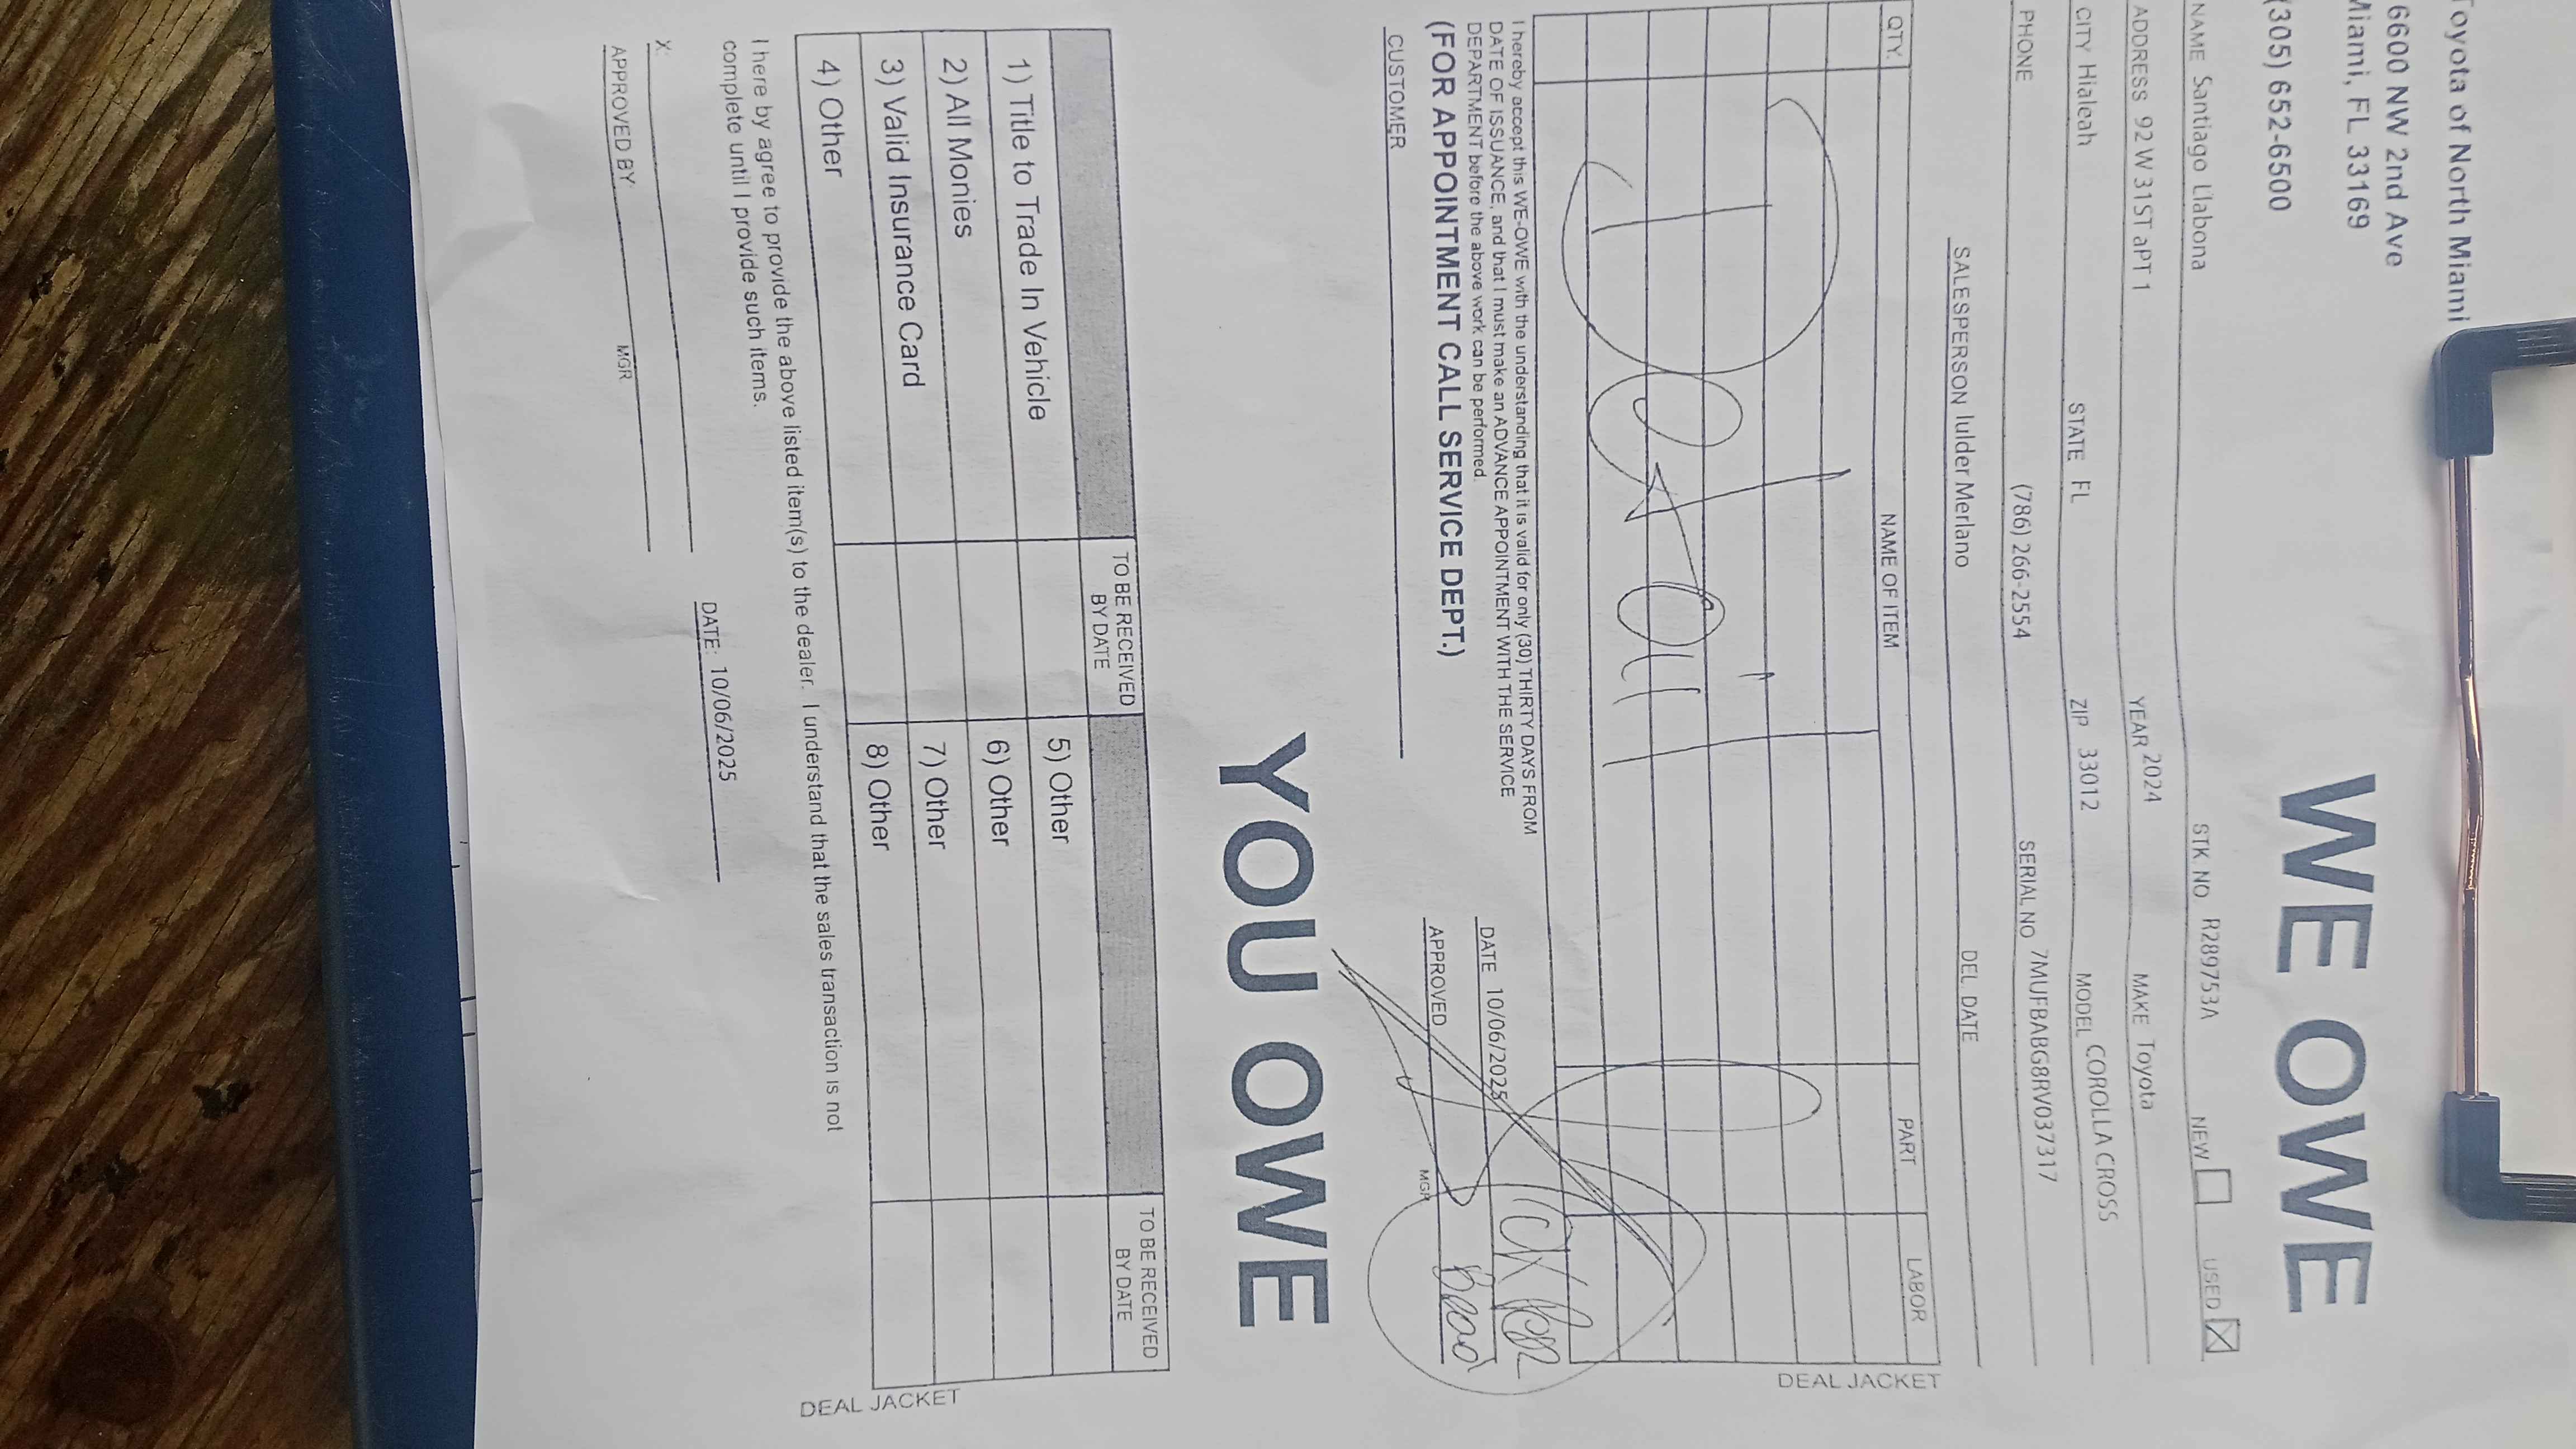 Toyota of North Miami
6600 NW 2nd Ave
Miami, FL 33169
(305) 652-6500
WE OWE
NAME Santiago Llabona STK NO R289753A NEW USED
ADDRESS 92 W 31ST aPT 1 YEAR 2024 MAKE Toyota
CITY Hialeah STATE FL ZIP 33012 MODEL COROLLA CROSS
PHONE (786) 266-2554 SERIAL NO 7MUFBABG8RV037317
SALESPERSON Iulder Merlano DEL. DATE
QTY. NAME OF ITEM PART LABOR
I hereby accept this WE-OWE with the understanding that it is valid for only (30) THIRTY DAYS FROM
DATE OF ISSUANCE, and that I must make an ADVANCE APPOINTMENT WITH THE SERVICE
DEPARTMENT before the above work can be performed.
(FOR APPOINTMENT CALL SERVICE DEPT.)
DATE 10/06/2025
CUSTOMER APPROVED MGR
DEAL JACKET
YOU OWE
TO BE RECEIVED BY DATE TO BE RECEIVED BY DATE
1) Title to Trade In Vehicle 5) Other
2) All Monies 6) Other
3) Valid Insurance Card 7) Other
4) Other 8) Other
DEAL JACKET
I here by agree to provide the above listed item(s) to the dealer. I understand that the sales transaction is not
complete until I provide such items.
X: DATE: 10/06/2025
APPROVED BY: MGR